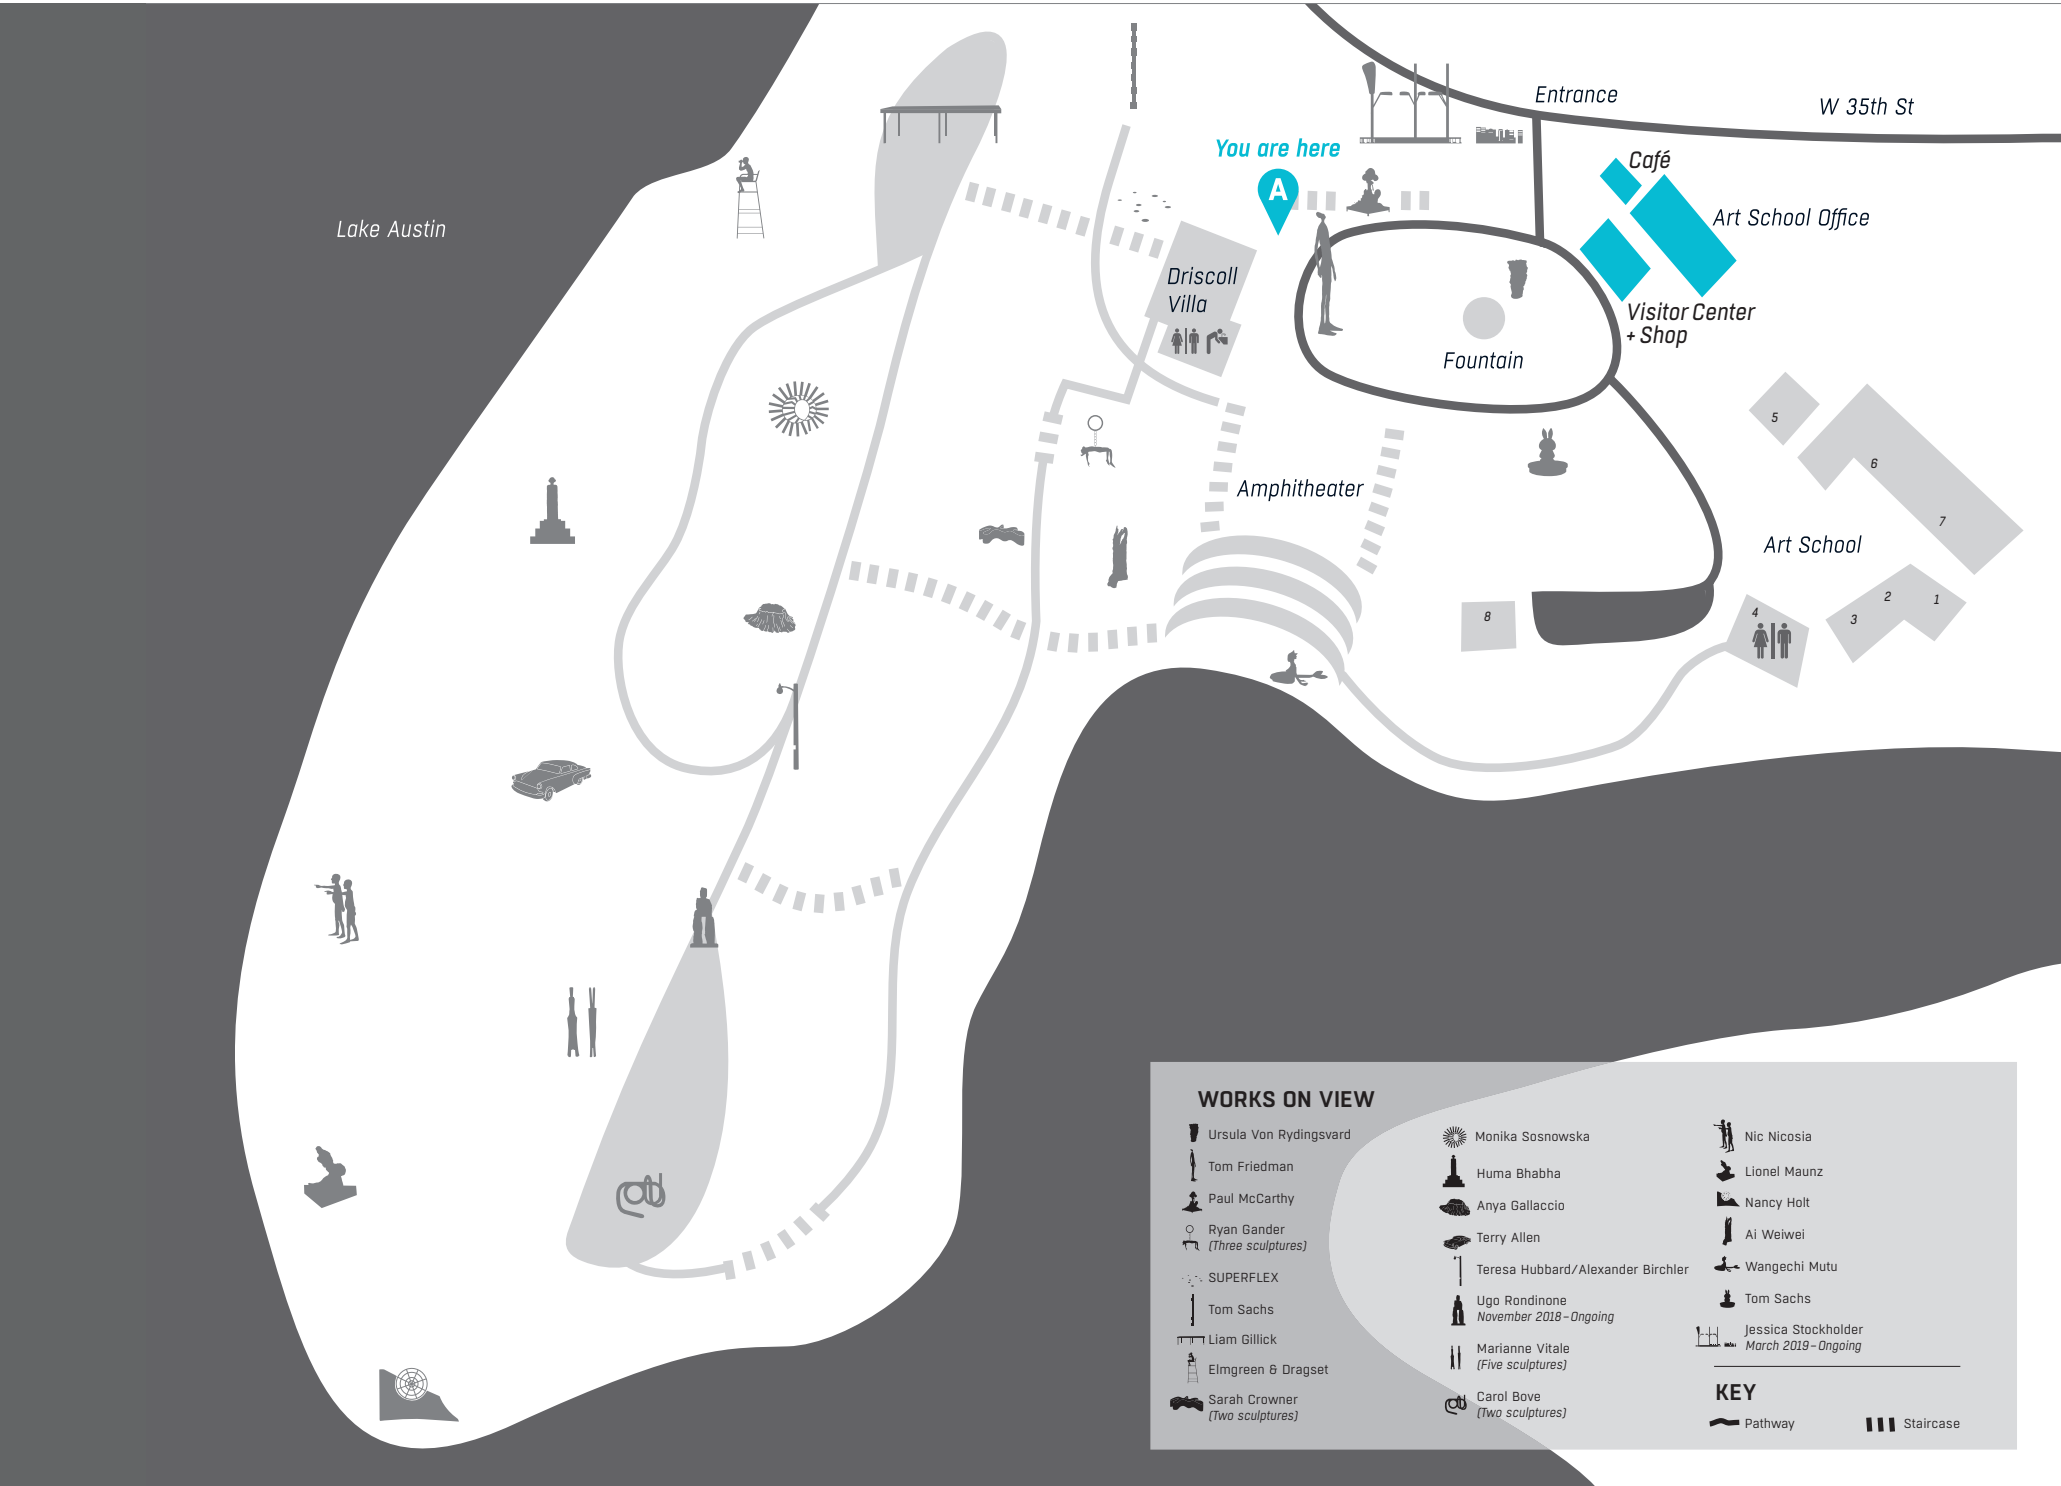 Entrance
W 35th St
You are here
A
Café
Art School Office
Lake Austin
Driscoll
Villa
Visitor Center
+ Shop
Fountain
5
6
Amphitheater
7
Art School
8
4
3
2
1
WORKS ON VIEW
Ursula Von Rydingsvard
Tom Friedman
Paul McCarthy
Ryan Gander
(Three sculptures)
SUPERFLEX
Tom Sachs
Liam Gillick
Elmgreen & Dragset
Sarah Crowner
(Two sculptures)
Monika Sosnowska
Huma Bhabha
Anya Gallaccio
Terry Allen
Teresa Hubbard/Alexander Birchler
Ugo Rondinone
November 2018–Ongoing
Marianne Vitale
(Five sculptures)
Carol Bove
(Two sculptures)
Nic Nicosia
Lionel Maunz
Nancy Holt
Ai Weiwei
Wangechi Mutu
Tom Sachs
Jessica Stockholder
March 2019–Ongoing
KEY
Pathway
Staircase